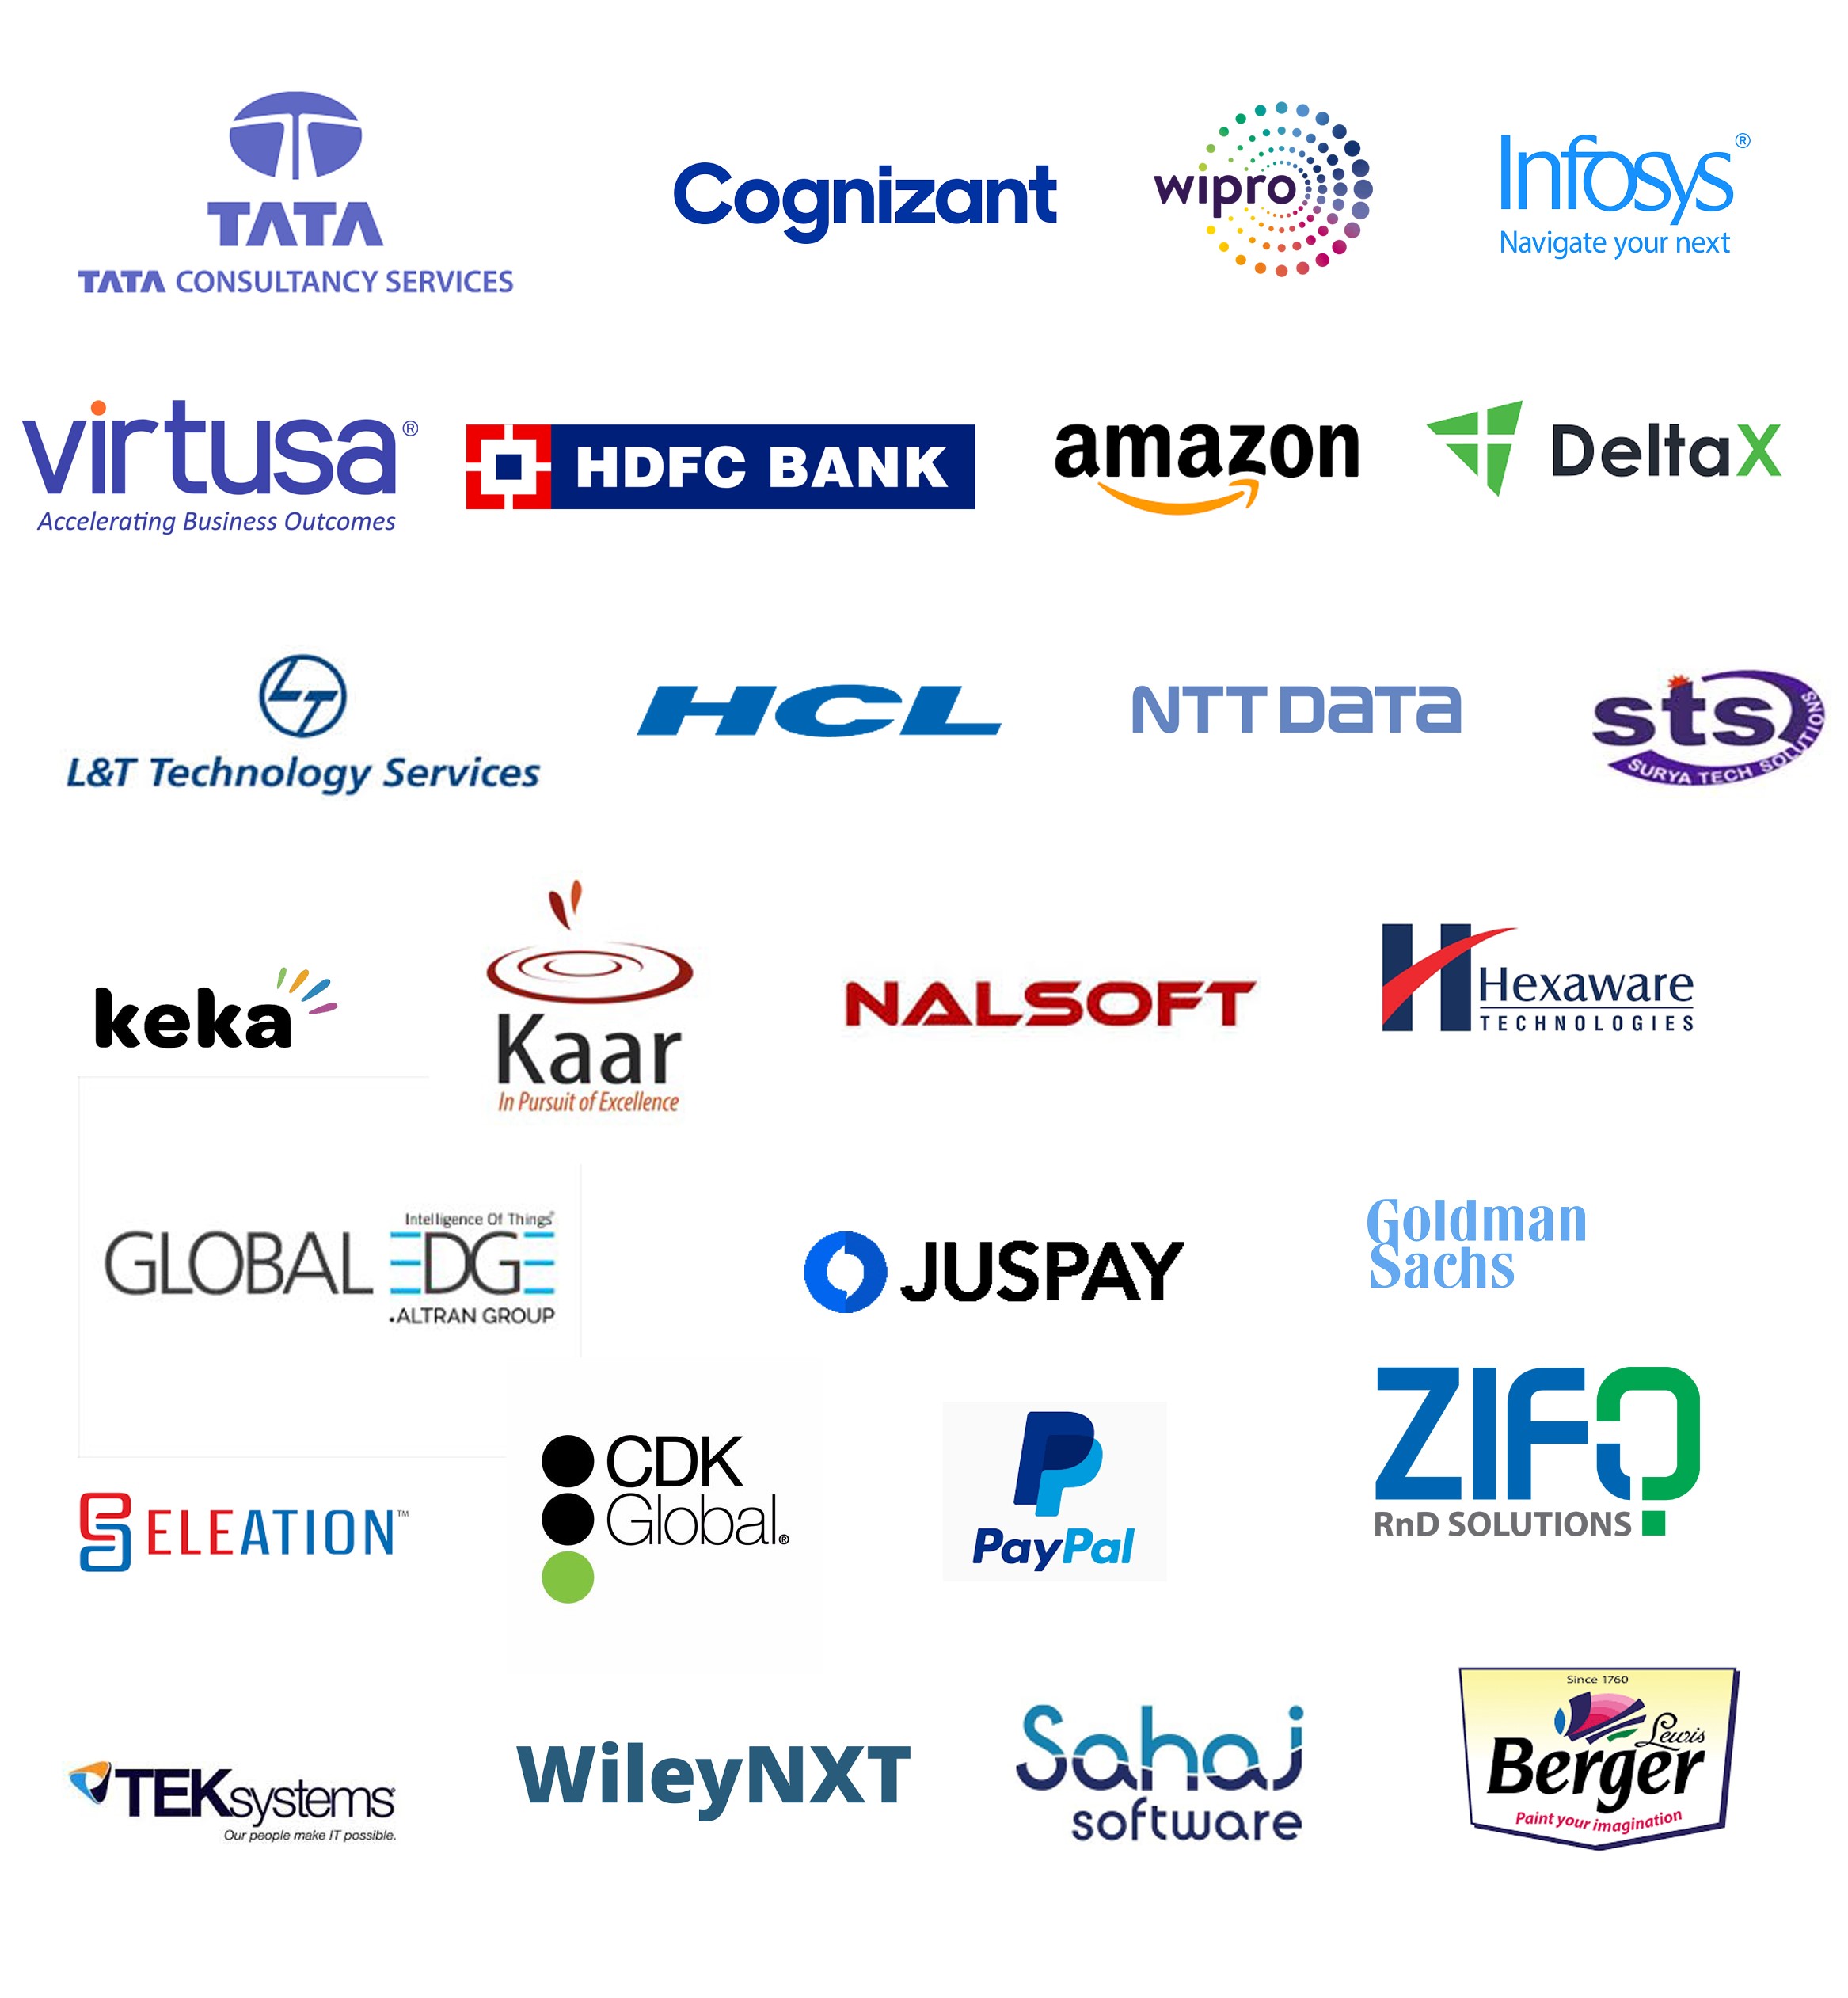 TATA
TATA CONSULTANCY SERVICES
Cognizant
wipro
Infosys®
Navigate your next
virtusa®
Accelerating Business Outcomes
HDFC BANK
amazon
DeltaX
LT
L&T Technology Services
HCL
NTT DATA
sts
SURYA TECH SOLUTIONS
keka
Kaar
In Pursuit of Excellence
NALSOFT
H
Hexaware
TECHNOLOGIES
Intelligence Of Things
GLOBAL EDGE
.ALTRAN GROUP
JUSPAY
Goldman
Sachs
ELEATION™
CDK
Global®
PayPal
ZIFO
RnD SOLUTIONS
TEKsystems
Our people make IT possible.
WileyNXT
Sahaj
software
Since 1760
Lewis
Berger
Paint your imagination